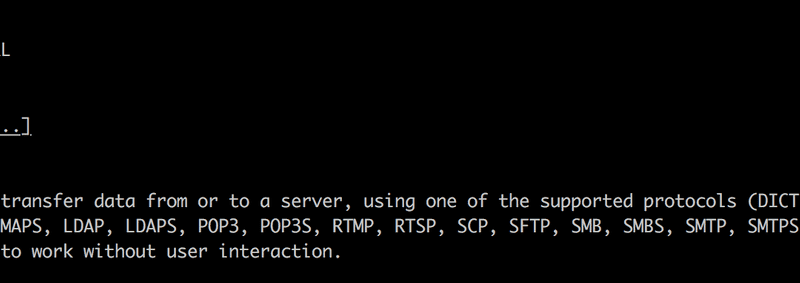 L
..]
transfer data from or to a server, using one of the supported protocols (DICT
MAPS, LDAP, LDAPS, POP3, POP3S, RTMP, RTSP, SCP, SFTP, SMB, SMBS, SMTP, SMTPS
to work without user interaction.